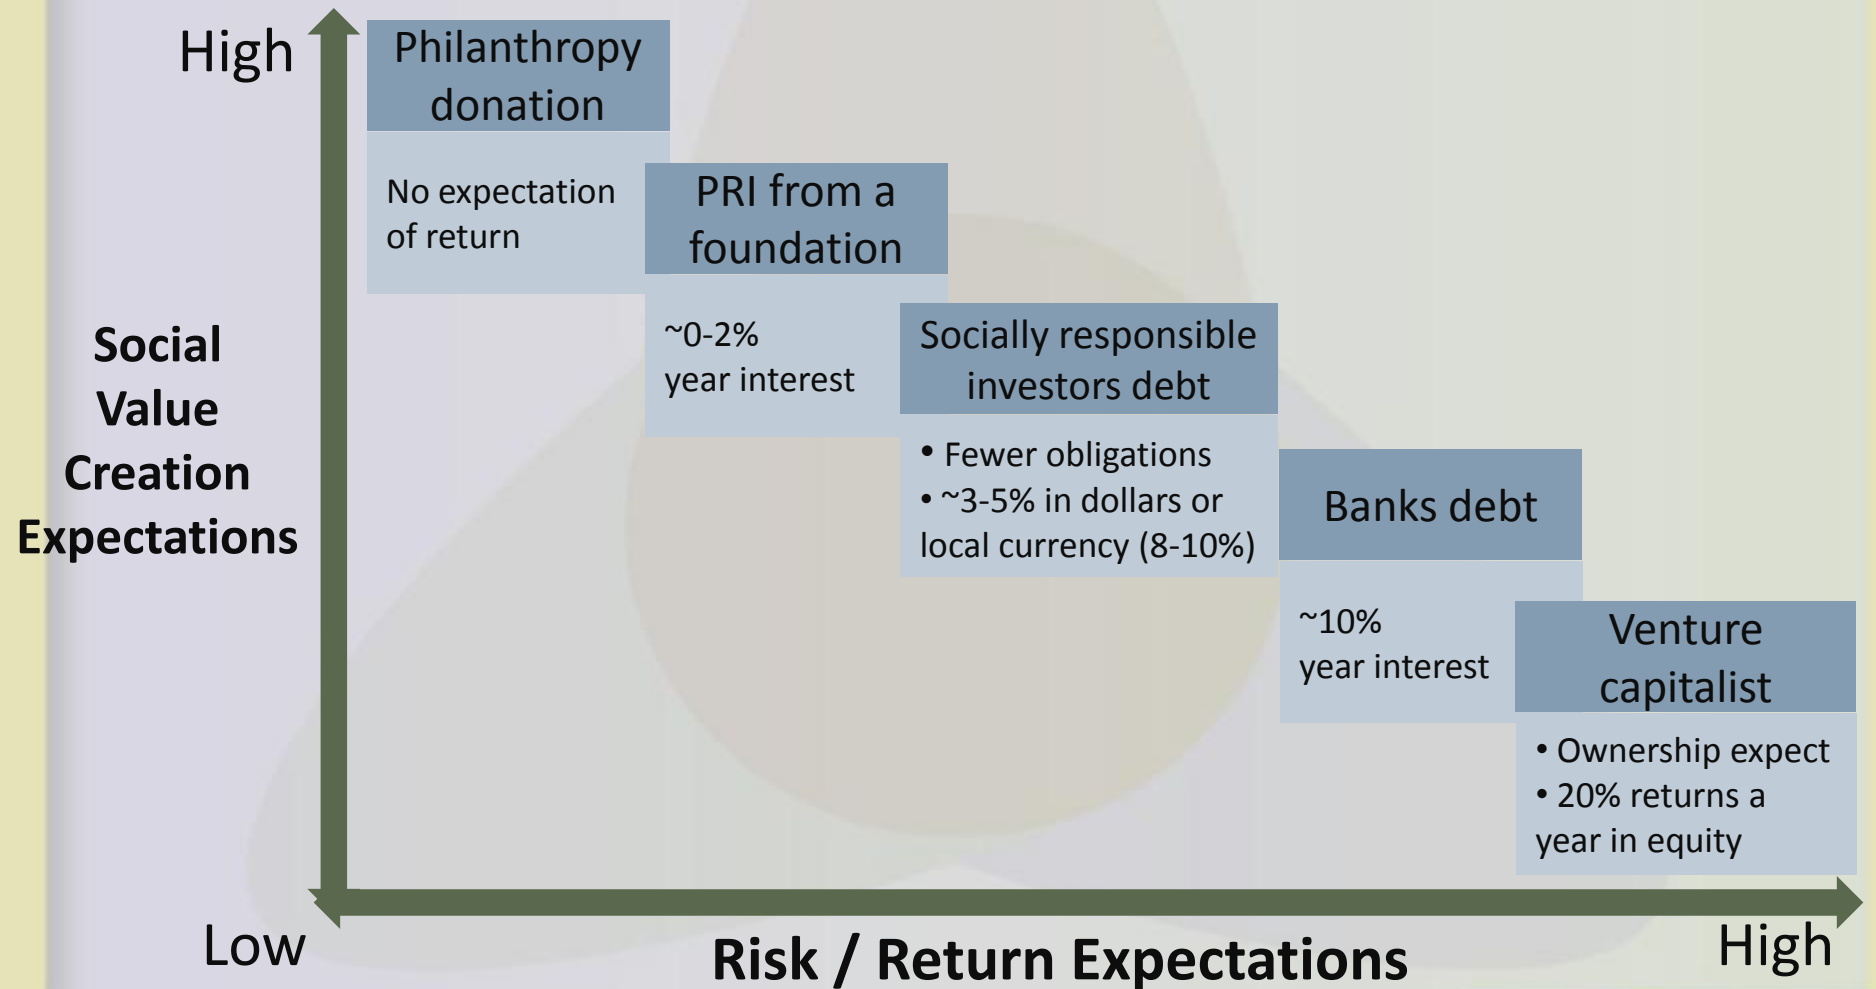 High
Philanthropy
donation
No expectation
of return
PRI from a
foundation
~0-2%
year interest
Socially responsible
investors debt
• Fewer obligations
• ~3-5% in dollars or
local currency (8-10%)
Banks debt
~10%
year interest
Venture
capitalist
• Ownership expect
• 20% returns a
year in equity
Social
Value
Creation
Expectations
Low
Risk / Return Expectations
High